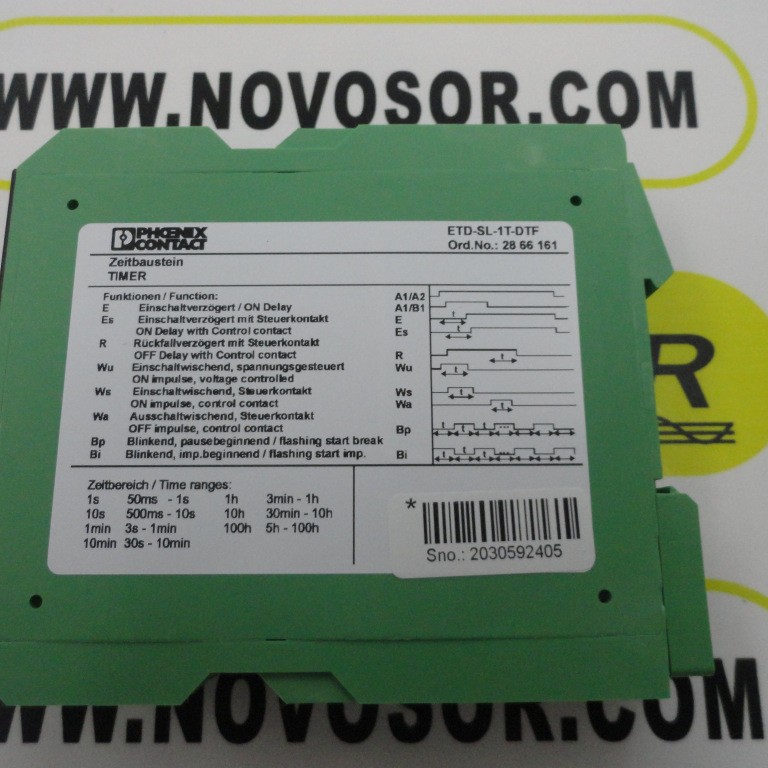 WWW.NOVOSOR.COM
PHŒNIX
CONTACT
ETD-SL-1T-DTF
Ord.No.: 28 66 161
Zeitbaustein
TIMER
Funktionen / Function:
E Einschaltverzögert / ON Delay
Es Einschaltverzögert mit Steuerkontakt
ON Delay with Control contact
R Rückfallverzögert mit Steuerkontakt
OFF Delay with Control contact
Wu Einschaltwischend, spannungsgesteuert
ON impulse, voltage controlled
Ws Einschaltwischend, Steuerkontakt
ON impulse, control contact
Wa Ausschaltwischend, Steuerkontakt
OFF impulse, control contact
Bp Blinkend, pausebeginnend / flashing start break
Bi Blinkend, imp.beginnend / flashing start imp.
A1/A2
A1/B1
E t
Es t
R t
Wu t
Ws t
Wa t
Bp t t t ... t
Bi t t t ... t
Zeitbereich / Time ranges:
1s 50ms - 1s 1h 3min - 1h
10s 500ms - 10s 10h 30min - 10h
1min 3s - 1min 100h 5h - 100h
10min 30s - 10min
*
Sno.: 2030592405
R
WW.NOVOSOR.COM